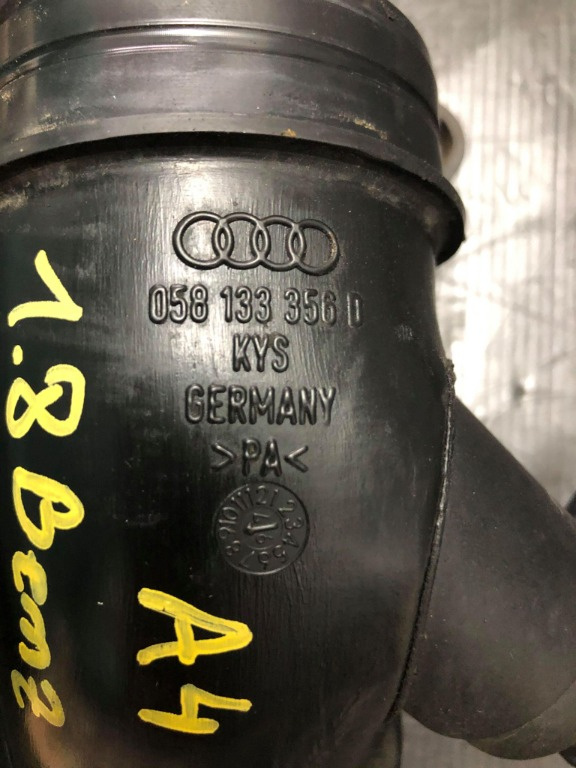 058 133 356 D
KYS
GERMANY
>PA<
1.8 Benz
A4